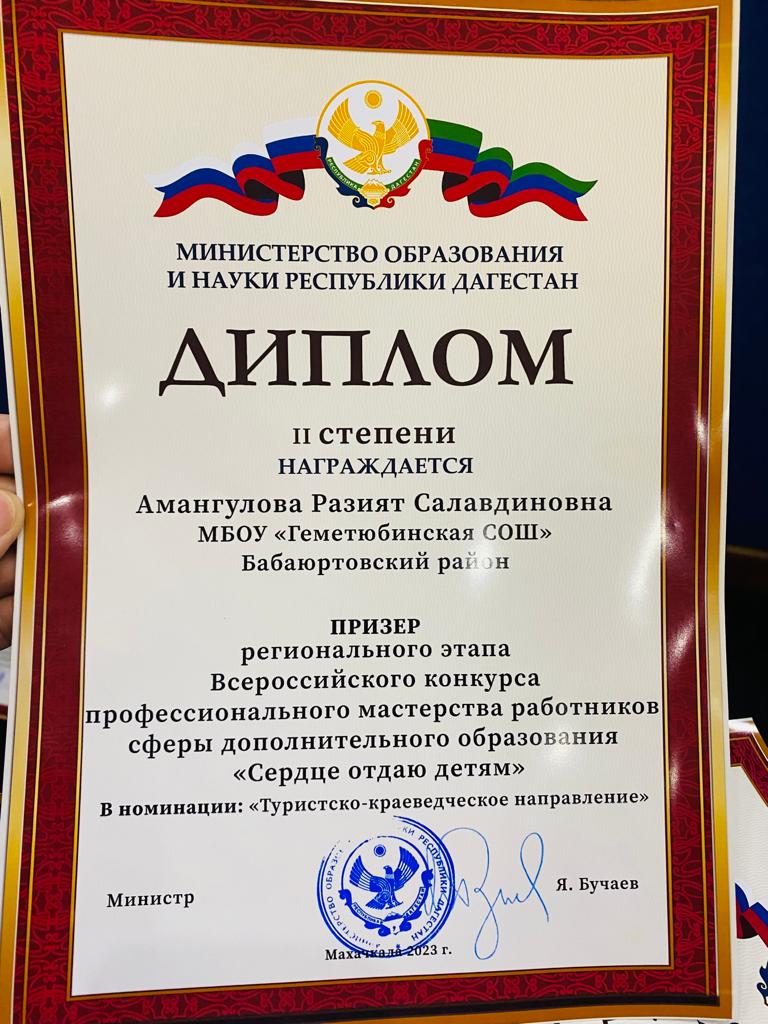 РЕСПУБЛИКА ДАГЕСТАН
МИНИСТЕРСТВО ОБРАЗОВАНИЯ
И НАУКИ РЕСПУБЛИКИ ДАГЕСТАН
ДИПЛОМ
II степени
НАГРАЖДАЕТСЯ
Амангулова Разият Салавдиновна
МБОУ «Геметюбинская СОШ»
Бабаюртовский район
ПРИЗЕР
регионального этапа
Всероссийского конкурса
профессионального мастерства работников
сферы дополнительного образования
«Сердце отдаю детям»
В номинации: «Туристско-краеведческое направление»
Министр
Я. Бучаев
Махачкала 2023 г.